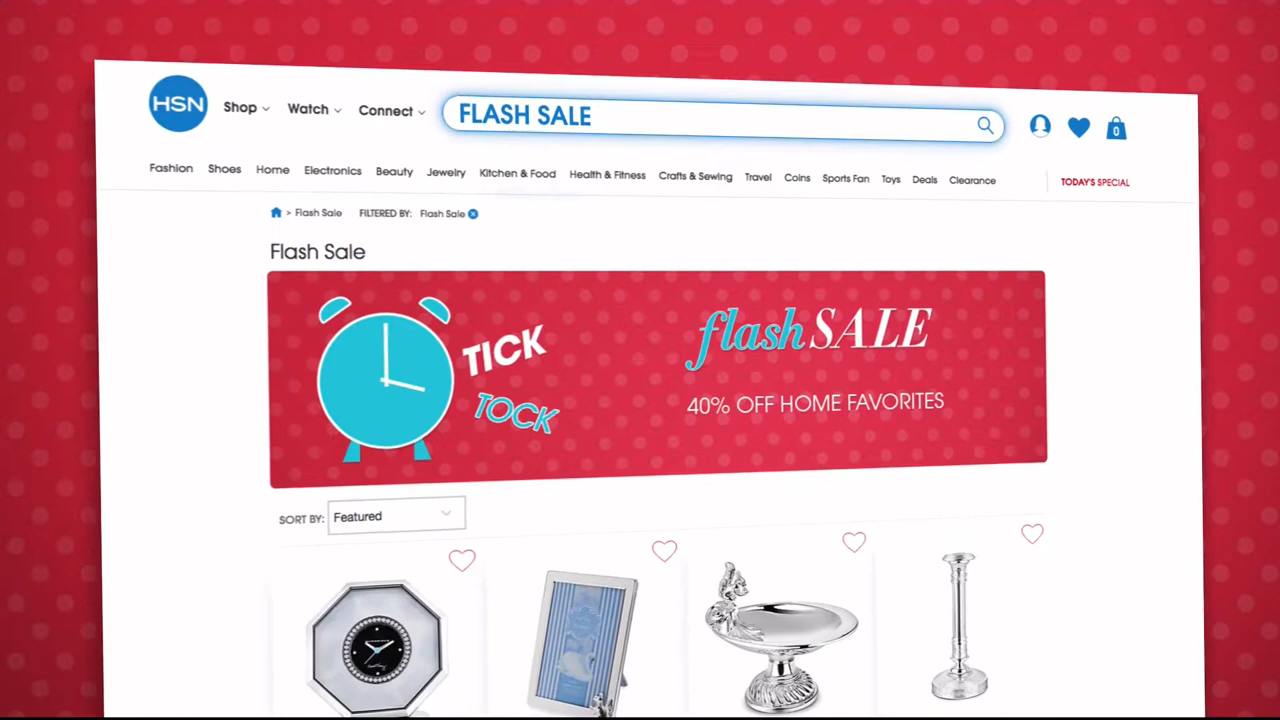 HSN
Shop Watch Connect FLASH SALE 0
Fashion Shoes Home Electronics Beauty Jewelry Kitchen & Food Health & Fitness Crafts & Sewing Travel Coins Sports Fan Toys Deals Clearance TODAY'S SPECIAL
> Flash Sale FILTERED BY: Flash Sale
Flash Sale
TICK
TOCK
flash SALE
40% OFF HOME FAVORITES
SORT BY: Featured